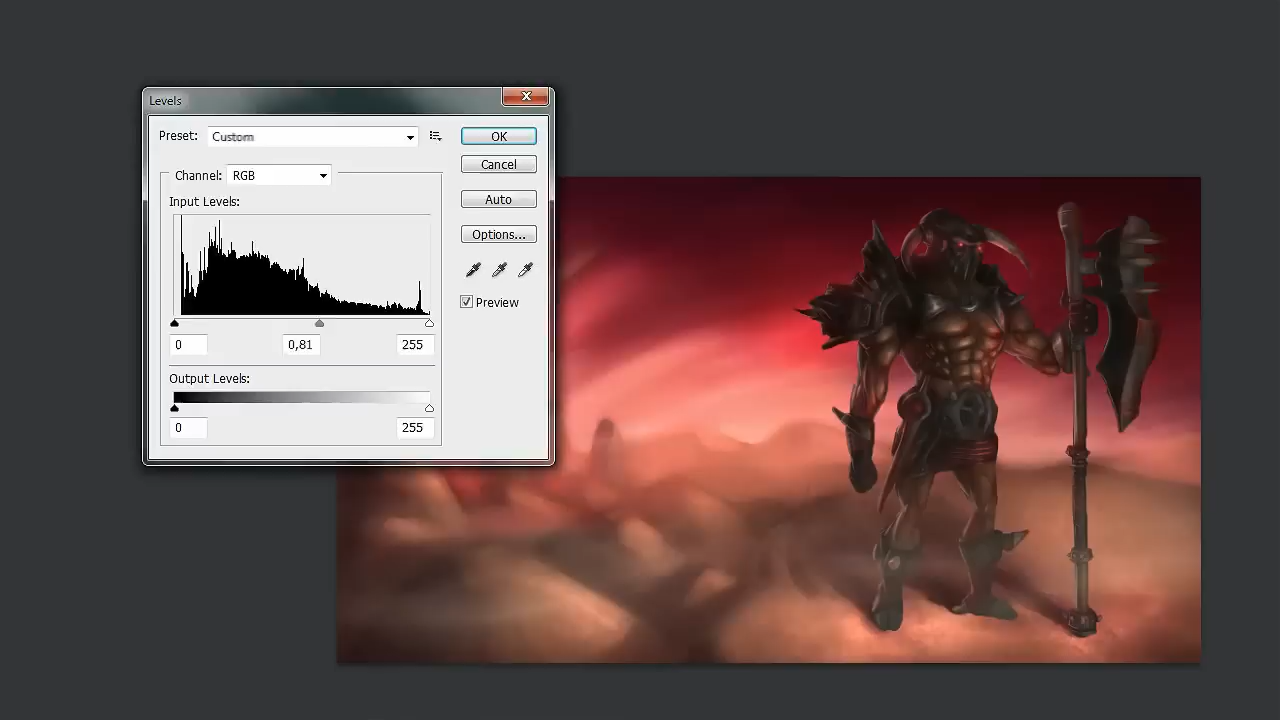 Levels
Preset: Custom
OK
Cancel
Channel: RGB
Auto
Input Levels:
Options...
Preview
0 0,81 255
Output Levels:
0 255